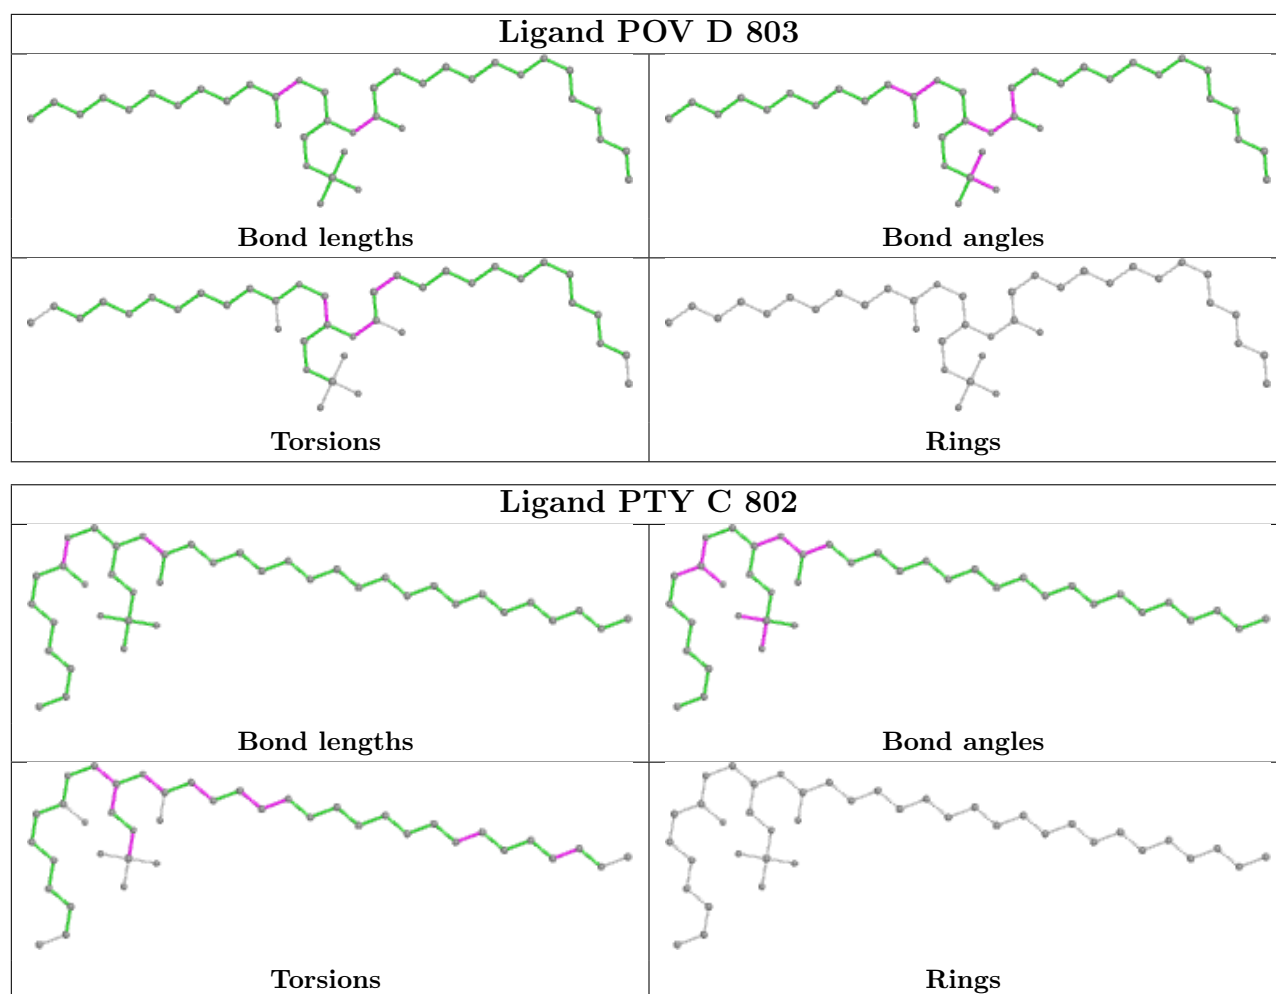 Ligand POV D 803
Bond lengths
Bond angles
Torsions
Rings
Ligand PTY C 802
Bond lengths
Bond angles
Torsions
Rings